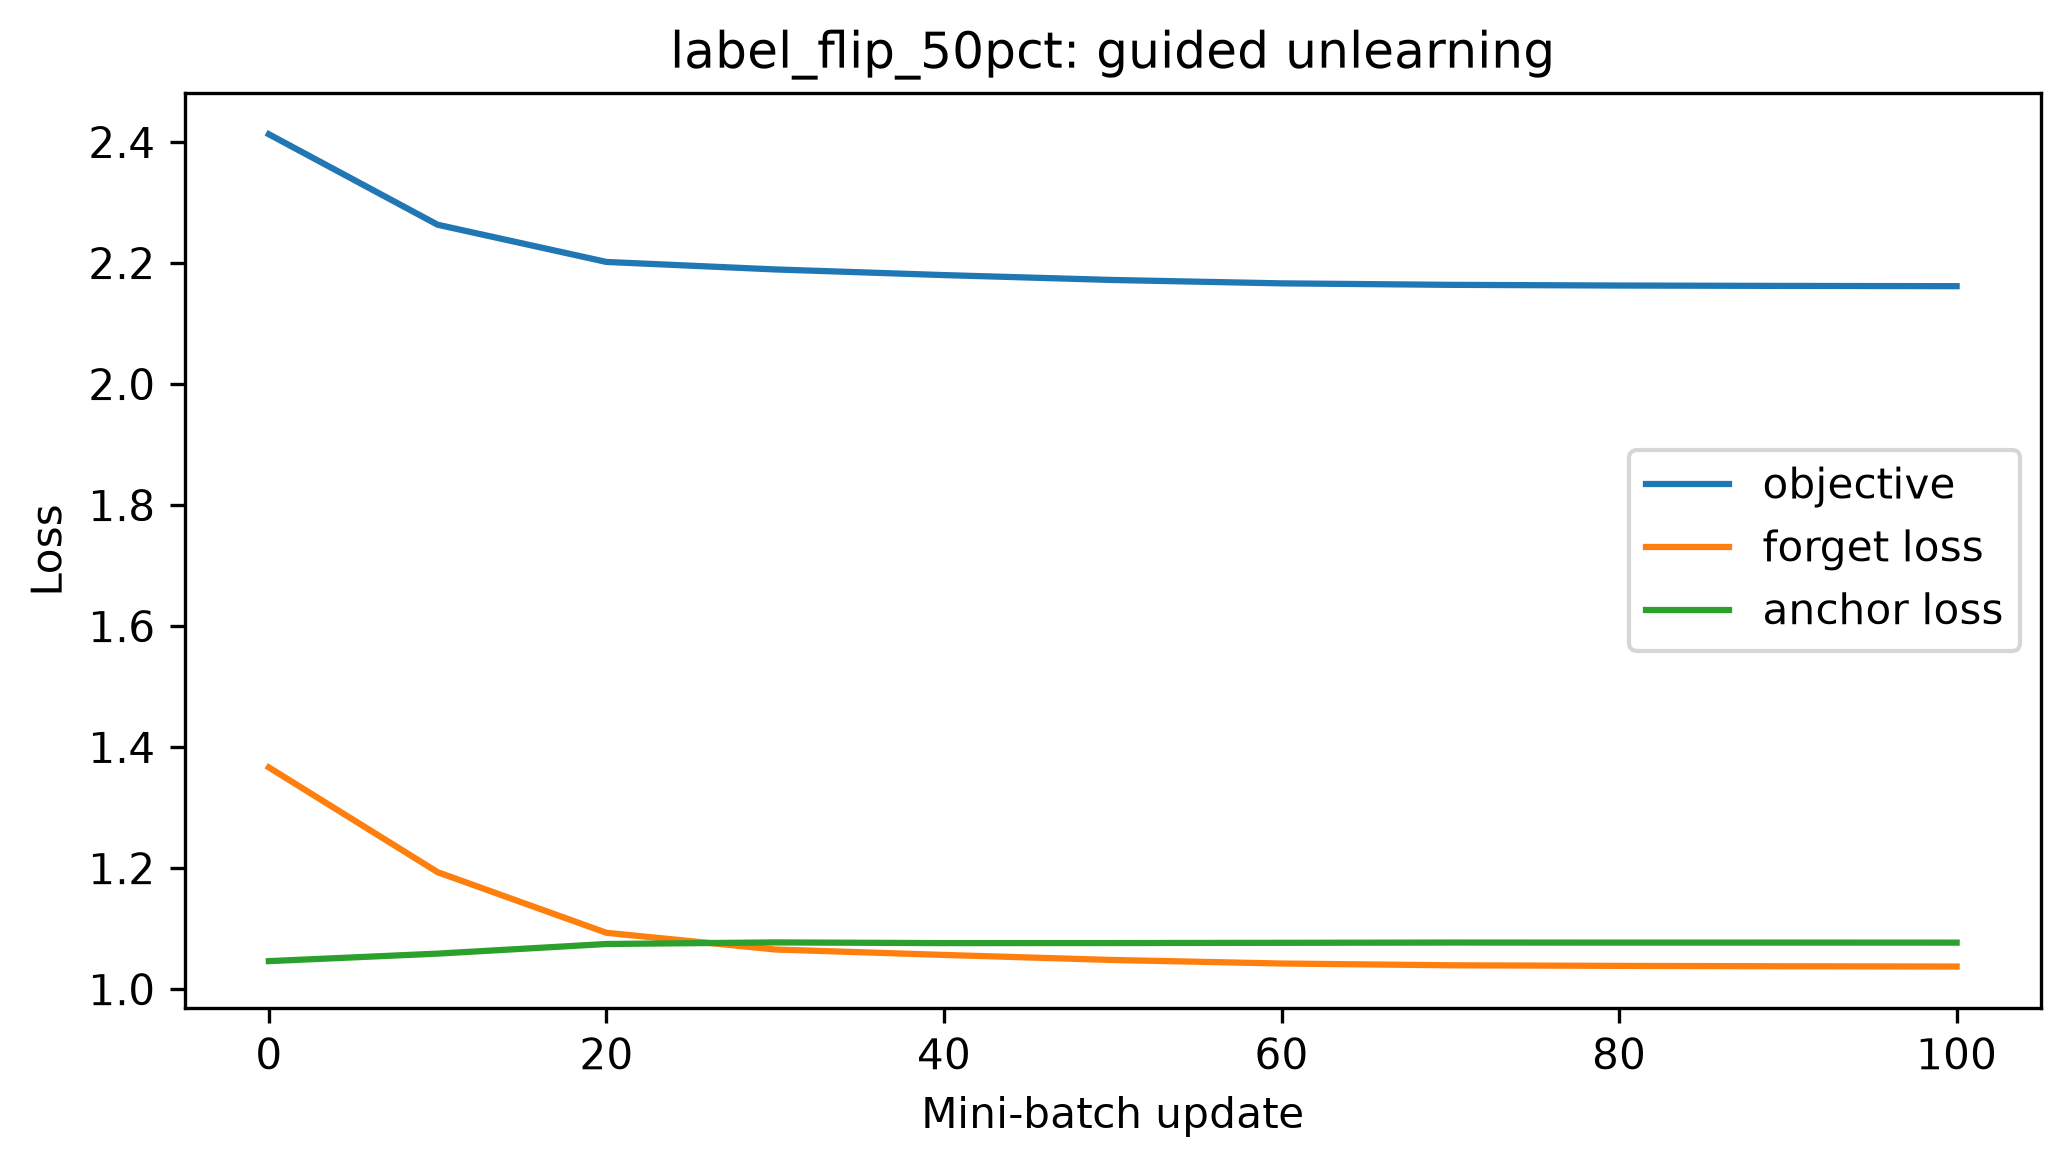 label_flip_50pct: guided unlearning
2.4
2.2
2.0
1.8
1.6
1.4
1.2
1.0
Loss
objective
forget loss
anchor loss
0 20 40 60 80 100
Mini-batch update